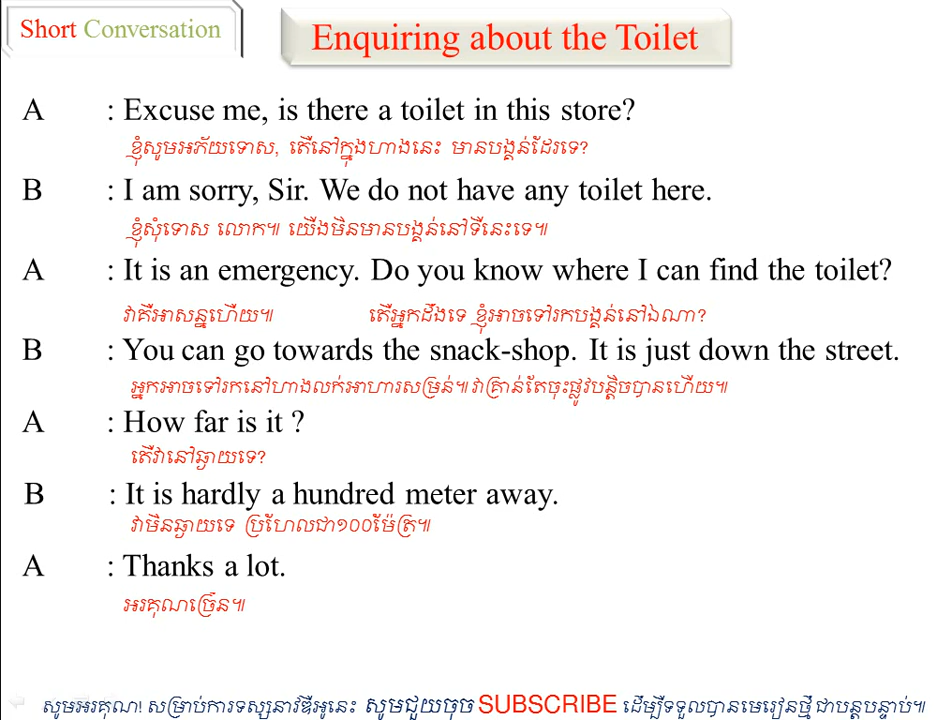 Short Conversation
Enquiring about the Toilet
A : Excuse me, is there a toilet in this store?
ខ្ញុំសូមអភ័យទោស, តើនៅក្នុងហាងនេះ មានបង្គន់ដែរទេ?
B : I am sorry, Sir. We do not have any toilet here.
ខ្ញុំសុំទោស លោក៕ យើងមិនមានបង្គន់នៅទីនេះទេ៕
A : It is an emergency. Do you know where I can find the toilet?
វាគឺអាសន្នហើយ៕ តើអ្នកដឹងទេ ខ្ញុំអាចទៅរកបង្គន់នៅឯណា?
B : You can go towards the snack-shop. It is just down the street.
អ្នកអាចទៅរកនៅហាងលក់អាហារសម្រន់៕ វាគ្រាន់តែចុះផ្លូវបន្តិចបានហើយ៕
A : How far is it ?
តើវានៅឆ្ងាយទេ?
B : It is hardly a hundred meter away.
វាមិនឆ្ងាយទេ ប្រហែលជា១០០ម៉ែត្រ៕
A : Thanks a lot.
អរគុណច្រើន៕
សូមអរគុណ! សម្រាប់ការទស្សនាវីឌីអូនេះ សូមជួយចុច SUBSCRIBE ដើម្បីទទួលបានមេរៀនថ្មី ជាបន្តបន្ទាប់៕